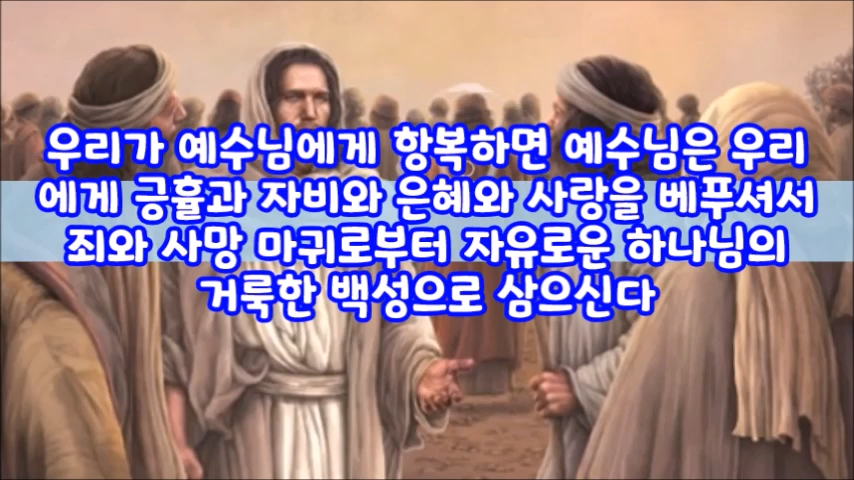 우리가 예수님에게 항복하면 예수님은 우리
에게 긍휼과 자비와 은혜와 사랑을 베푸셔서
죄와 사망 마귀로부터 자유로운 하나님의
거룩한 백성으로 삼으신다